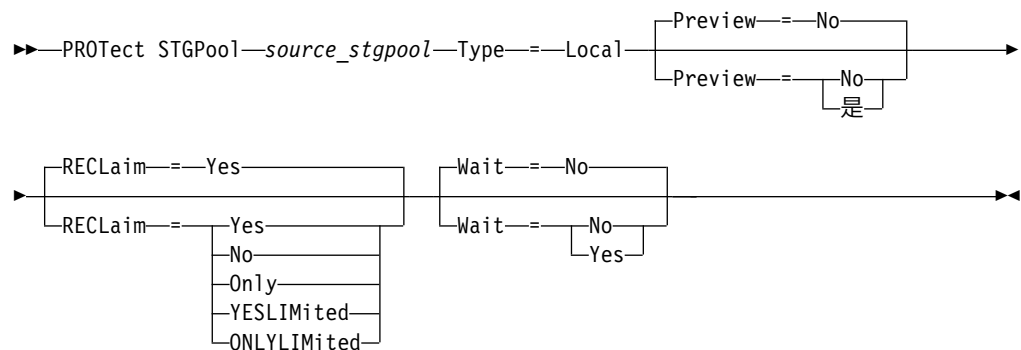 Preview = No
PROTect STGPool source_stgpool Type = Local
Preview = No
是
RECLaim = Yes
Wait = No
RECLaim = Yes
No
Only
YESLIMited
ONLYLIMited
Wait = No
Yes